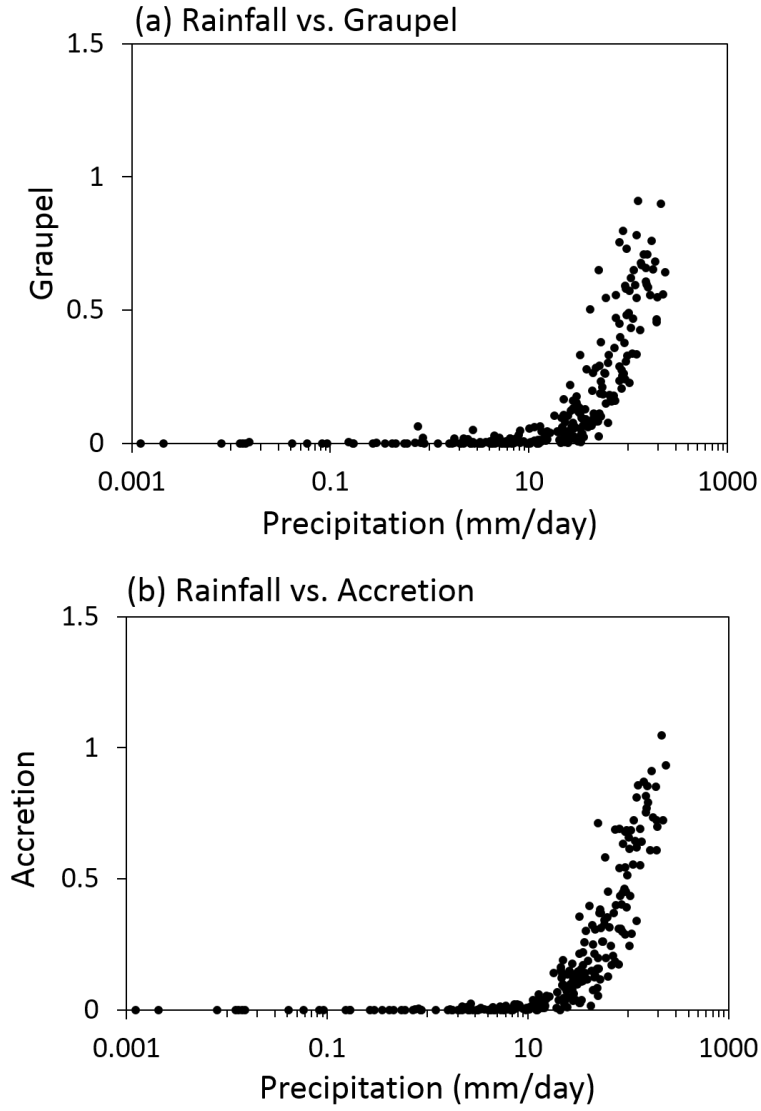 (a) Rainfall vs. Graupel
1.5
1
0.5
0
Graupel
0.001 0.1 10 1000
Precipitation (mm/day)
(b) Rainfall vs. Accretion
1.5
1
0.5
0
Accretion
0.001 0.1 10 1000
Precipitation (mm/day)